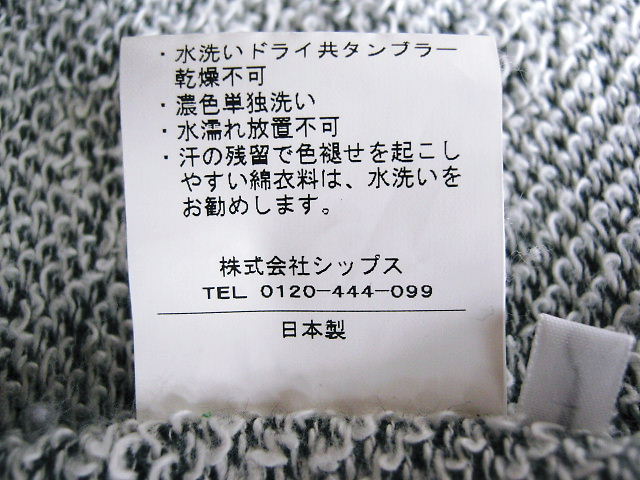 ・水洗いドライ共タンブラー
乾燥不可
・濃色単独洗い
・水濡れ放置不可
・汗の残留で色褪せを起こし
やすい綿衣料は、水洗いを
お勧めします。
株式会社シップス
TEL 0120-444-099
日本製